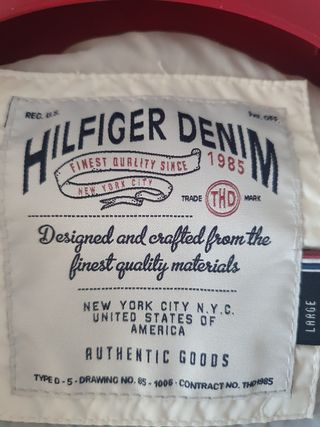 REG. U.S. PAT. OFF.
HILFIGER DENIM
FINEST QUALITY SINCE 1985
NEW YORK CITY
TRADE THD MARK
Designed and crafted from the
finest quality materials
NEW YORK CITY N.Y.C.
UNITED STATES OF
AMERICA
AUTHENTIC GOODS
TYPE D - 5 - DRAWING NO. 85 - 1006 - CONTRACT NO. THD1985
LARGE